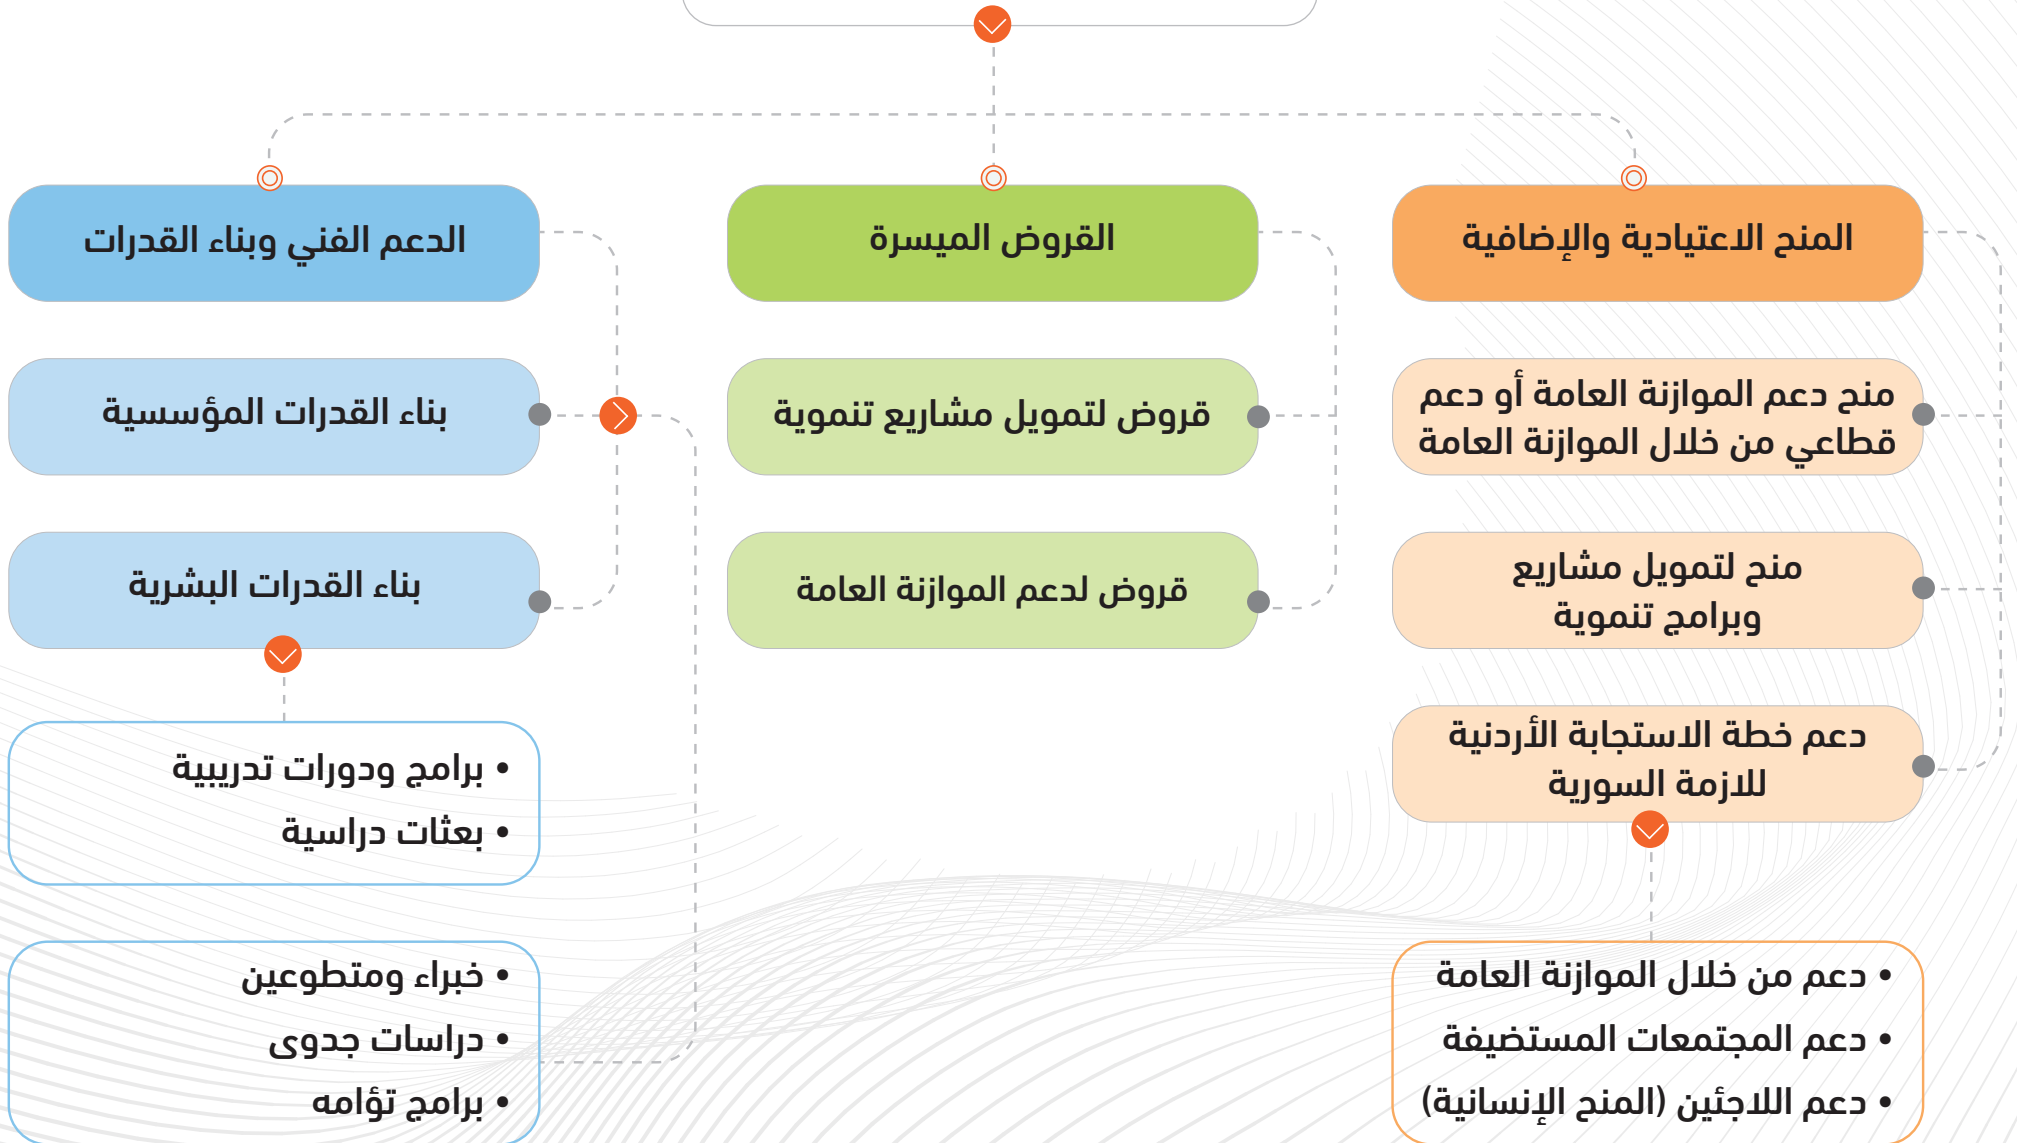 المنح الاعتيادية والإضافية
منح دعم الموازنة العامة أو دعم
قطاعي من خلال الموازنة العامة
منح لتمويل مشاريع
وبرامج تنموية
دعم خطة الاستجابة الأردنية
للازمة السورية
• دعم من خلال الموازنة العامة
• دعم المجتمعات المستضيفة
• دعم اللاجئين (المنح الإنسانية)
القروض الميسرة
قروض لتمويل مشاريع تنموية
قروض لدعم الموازنة العامة
الدعم الفني وبناء القدرات
بناء القدرات المؤسسية
بناء القدرات البشرية
• برامج ودورات تدريبية
• بعثات دراسية
• خبراء ومتطوعين
• دراسات جدوى
• برامج تؤامه